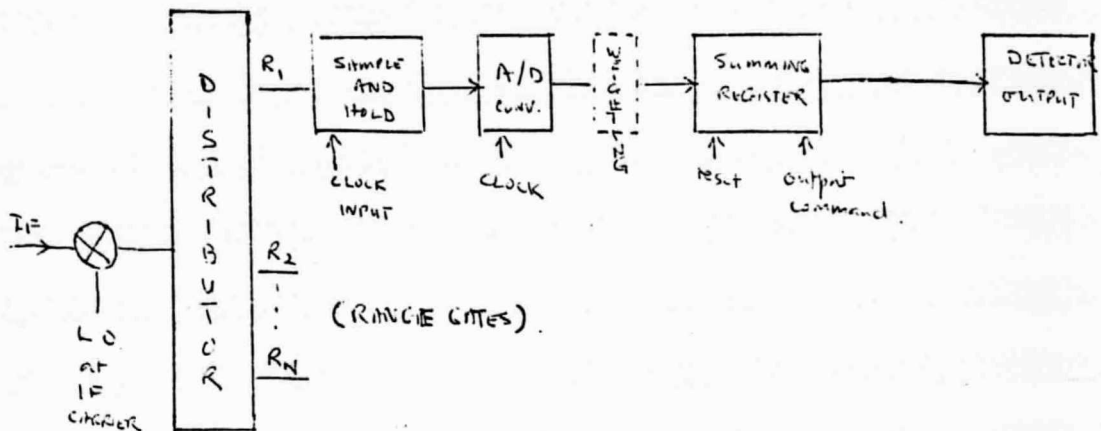 IF
LO
at
IF
CARRIER
DISTRIBUTOR
R1
R2
RN
(RANGE GATES).
SAMPLE
AND
HOLD
CLOCK
INPUT
A/D
CONV.
CLOCK
WEIGHTING
SUMMING
REGISTER
reset
output
command.
DETECTOR
OUTPUT